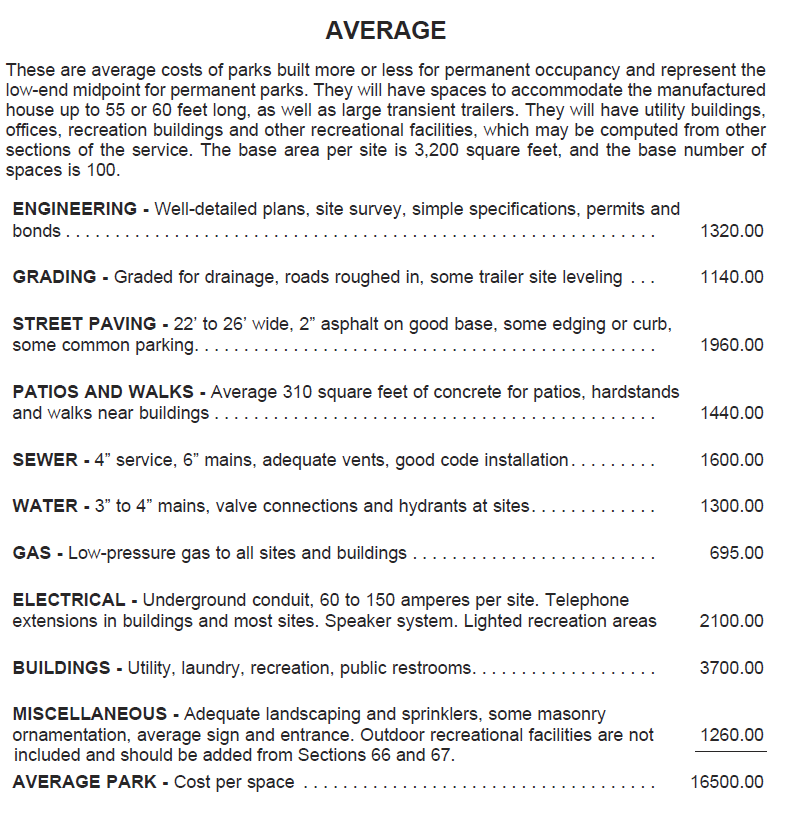 AVERAGE
These are average costs of parks built more or less for permanent occupancy and represent the
low-end midpoint for permanent parks. They will have spaces to accommodate the manufactured
house up to 55 or 60 feet long, as well as large transient trailers. They will have utility buildings,
offices, recreation buildings and other recreational facilities, which may be computed from other
sections of the service. The base area per site is 3,200 square feet, and the base number of
spaces is 100.
ENGINEERING - Well-detailed plans, site survey, simple specifications, permits and
bonds . . . . . . . . . . . . . . . . . . . . . . . . . . . . . . . . . . . . . . . . . . . . . . . . . . . . . . . . . . . . 1320.00
GRADING - Graded for drainage, roads roughed in, some trailer site leveling . . . 1140.00
STREET PAVING - 22’ to 26’ wide, 2” asphalt on good base, some edging or curb,
some common parking. . . . . . . . . . . . . . . . . . . . . . . . . . . . . . . . . . . . . . . . . . . . . . . 1960.00
PATIOS AND WALKS - Average 310 square feet of concrete for patios, hardstands
and walks near buildings . . . . . . . . . . . . . . . . . . . . . . . . . . . . . . . . . . . . . . . . . . . . . 1440.00
SEWER - 4” service, 6” mains, adequate vents, good code installation. . . . . . . . . 1600.00
WATER - 3” to 4” mains, valve connections and hydrants at sites. . . . . . . . . . . . . 1300.00
GAS - Low-pressure gas to all sites and buildings . . . . . . . . . . . . . . . . . . . . . . . . . 695.00
ELECTRICAL - Underground conduit, 60 to 150 amperes per site. Telephone
extensions in buildings and most sites. Speaker system. Lighted recreation areas 2100.00
BUILDINGS - Utility, laundry, recreation, public restrooms. . . . . . . . . . . . . . . . . . . 3700.00
MISCELLANEOUS - Adequate landscaping and sprinklers, some masonry
ornamentation, average sign and entrance. Outdoor recreational facilities are not 1260.00
included and should be added from Sections 66 and 67.
AVERAGE PARK - Cost per space . . . . . . . . . . . . . . . . . . . . . . . . . . . . . . . . . . . . 16500.00